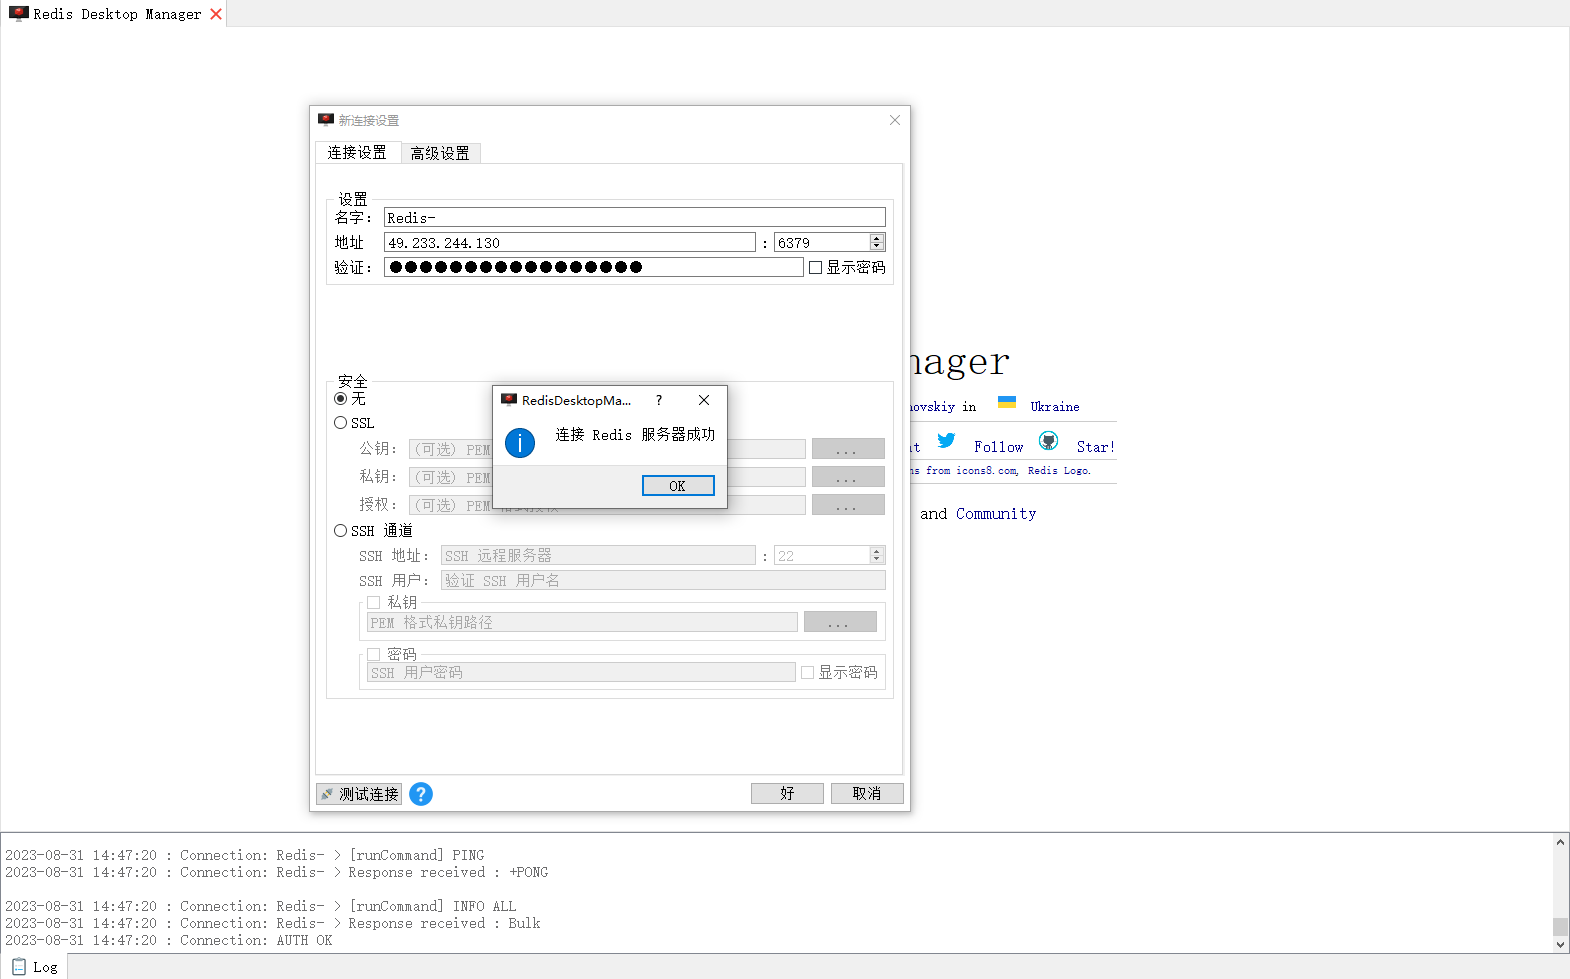 Redis Desktop Manager
新连接设置
连接设置
高级设置
设置
名字: Redis-
地址 49.233.244.130 : 6379
验证: ●●●●●●●●●●●●●●●●● 显示密码
nager
安全
无
RedisDesktopMa... ?
ovskiy in Ukraine
SSL
连接 Redis 服务器成功
公钥: (可选) PEM ...
Follow Star!
私钥: (可选) PEM ...
s from icons8.com, Redis Logo.
OK
授权: (可选) PEM 格式授权 ...
and Community
SSH 通道
SSH 地址: SSH 远程服务器 : 22
SSH 用户: 验证 SSH 用户名
私钥
PEM 格式私钥路径 ...
密码
SSH 用户密码 显示密码
测试连接 ? 好 取消
2023-08-31 14:47:20 : Connection: Redis- > [runCommand] PING
2023-08-31 14:47:20 : Connection: Redis- > Response received : +PONG
2023-08-31 14:47:20 : Connection: Redis- > [runCommand] INFO ALL
2023-08-31 14:47:20 : Connection: Redis- > Response received : Bulk
2023-08-31 14:47:20 : Connection: AUTH OK
Log